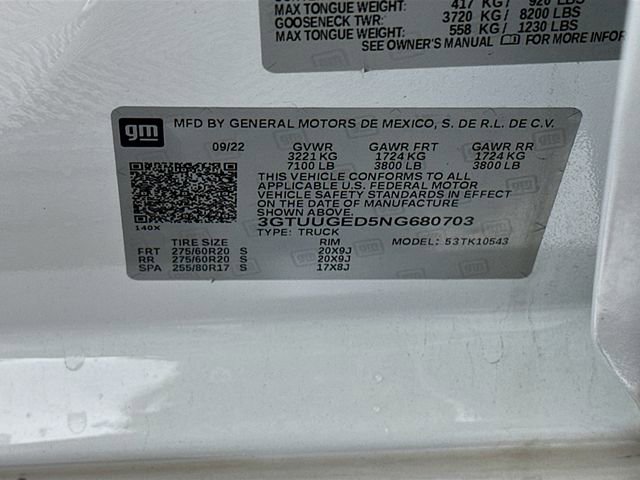 MAX TONGUE WEIGHT: 417 KG / 920 LBS
GOOSENECK TWR: 3720 KG / 8200 LBS
MAX TONGUE WEIGHT: 558 KG / 1230 LBS
SEE OWNER'S MANUAL FOR MORE INFOR
gm MFD BY GENERAL MOTORS DE MEXICO, S. DE R.L. DE C.V.
09/22 GVWR GAWR FRT GAWR RR
3221 KG 1724 KG 1724 KG
7100 LB 3800 LB 3800 LB
THIS VEHICLE CONFORMS TO ALL
APPLICABLE U.S. FEDERAL MOTOR
VEHICLE SAFETY STANDARDS IN EFFECT
ON THE DATE OF MANUFACTURE
SHOWN ABOVE.
140X 3GTUUGED5NG680703
TYPE: TRUCK MODEL: 53TK10543
TIRE SIZE RIM
FRT 275/60R20 S 20X9J
RR 275/60R20 S 20X9J
SPA 255/80R17 S 17X8J